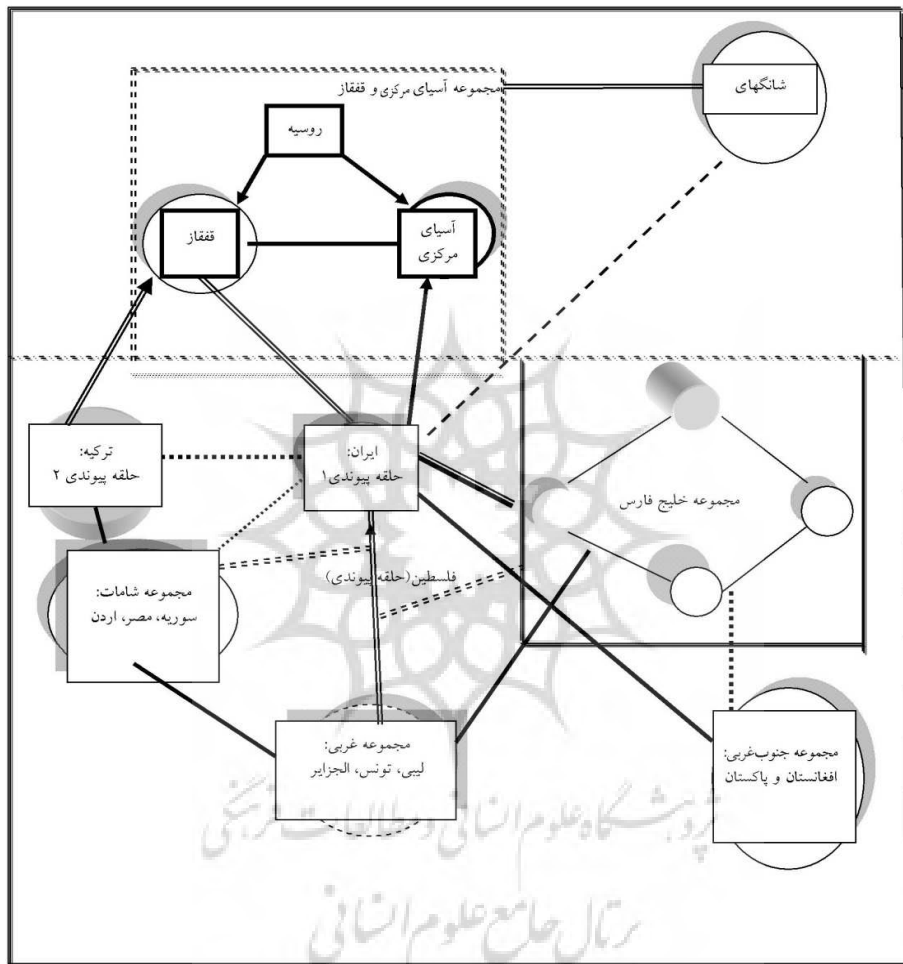 شانگهای
مجموعه آسیای مرکزی و قفقاز
روسیه
آسیای
مرکزی
قفقاز
ایران:
حلقه پیوندی۱
ترکیه:
حلقه پیوندی ۲
مجموعه خلیج فارس
فلسطین(حلقه پیوندی)
مجموعه شامات:
سوریه، مصر، اردن
مجموعه غربی:
لیبی، تونس، الجزایر
مجموعه جنوب‌غربی:
افغانستان و پاکستان
پژوهشگاه علوم انسانی و مطالعات فرهنگی
پرتال جامع علوم انسانی